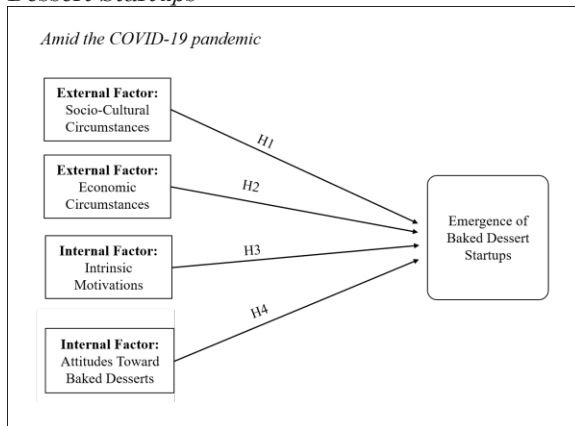 Dessert Startups
Amid the COVID-19 pandemic
External Factor:
Socio-Cultural
Circumstances
H1
External Factor:
Economic
Circumstances
H2
Emergence of
Baked Dessert
Startups
Internal Factor:
Intrinsic
Motivations
H3
Internal Factor:
Attitudes Toward
Baked Desserts
H4